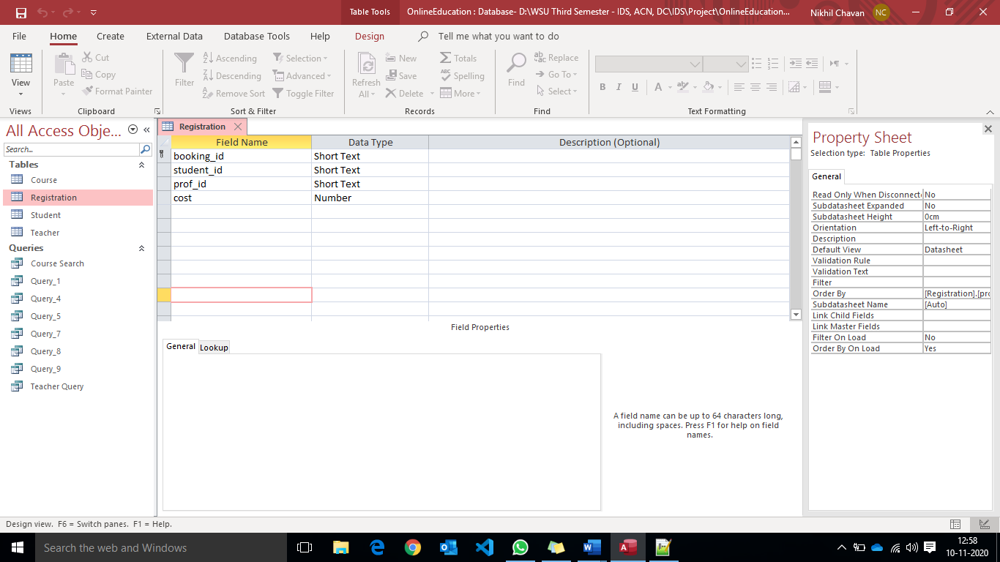 Table Tools OnlineEducation : Database- D:\WSU Third Semester - IDS, ACN, DC\IDS\Project\OnlineEducation... Nikhil Chavan NC
File Home Create External Data Database Tools Help Design Tell me what you want to do
View
Views
Paste
Cut
Copy
Format Painter
Clipboard
Filter
Ascending
Descending
Remove Sort
Selection
Advanced
Toggle Filter
Sort & Filter
Refresh
All
New
Save
Delete
Totals
Spelling
More
Records
Find
Replace
Go To
Select
Find
B I U A
Text Formatting
All Access Obje...
Search...
Tables
Course
Registration
Student
Teacher
Queries
Course Search
Query_1
Query_4
Query_5
Query_7
Query_8
Query_9
Teacher Query
Registration
Field Name Data Type Description (Optional)
booking_id Short Text
student_id Short Text
prof_id Short Text
cost Number
Field Properties
General Lookup
A field name can be up to 64 characters long,
including spaces. Press F1 for help on field
names.
Property Sheet
Selection type: Table Properties
General
Read Only When Disconnect No
Subdatasheet Expanded No
Subdatasheet Height 0cm
Orientation Left-to-Right
Description
Default View Datasheet
Validation Rule
Validation Text
Filter
Order By [Registration].[pro
Subdatasheet Name [Auto]
Link Child Fields
Link Master Fields
Filter On Load No
Order By On Load Yes
Design view. F6 = Switch panes. F1 = Help.
Search the web and Windows
12:58
10-11-2020